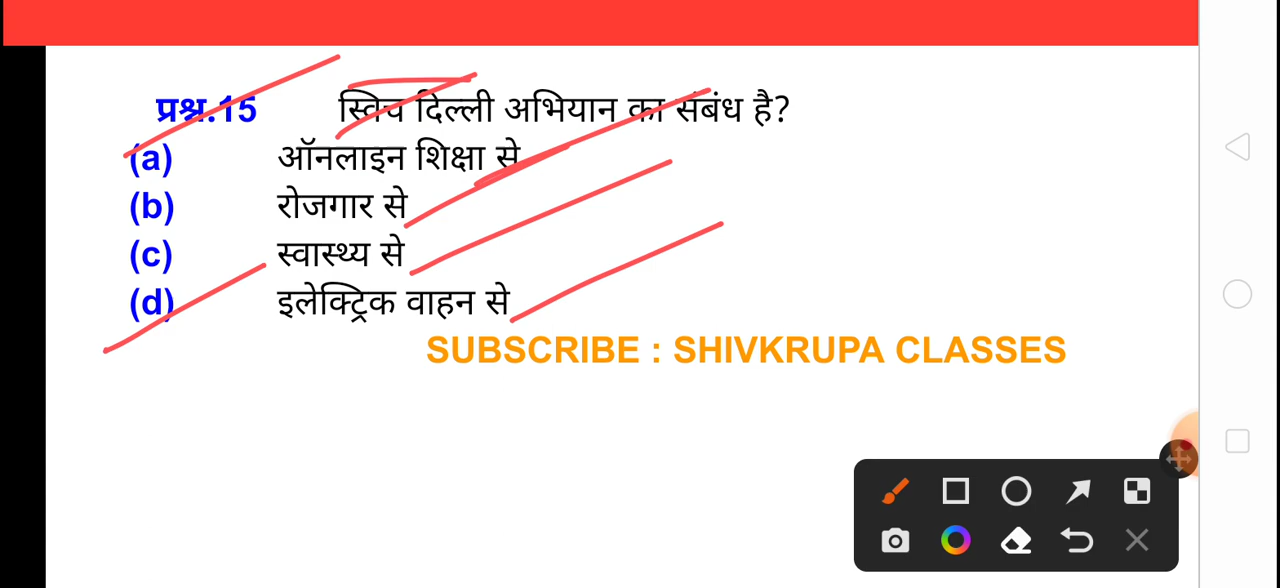 प्रश्न.15 स्विच दिल्ली अभियान का संबंध है?
(a) ऑनलाइन शिक्षा से
(b) रोजगार से
(c) स्वास्थ्य से
(d) इलेक्ट्रिक वाहन से
SUBSCRIBE : SHIVKRUPA CLASSES